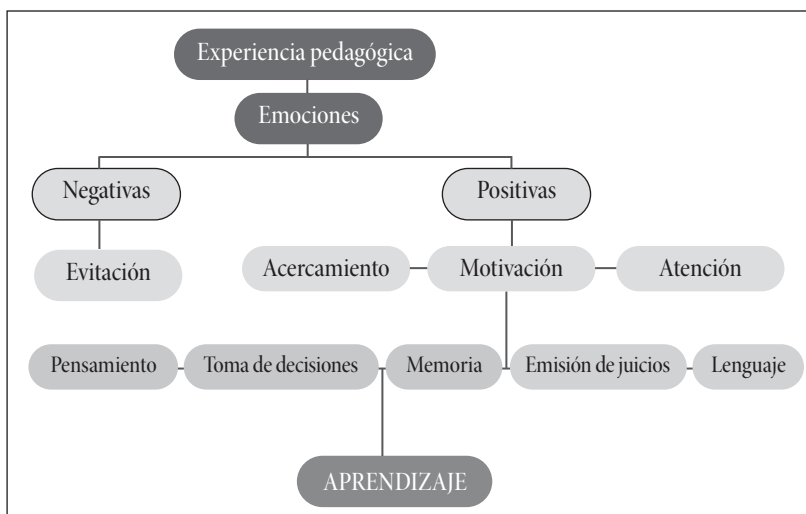 Experiencia pedagógica
Emociones
Negativas
Positivas
Evitación
Acercamiento
Motivación
Atención
Pensamiento
Toma de decisiones
Memoria
Emisión de juicios
Lenguaje
APRENDIZAJE